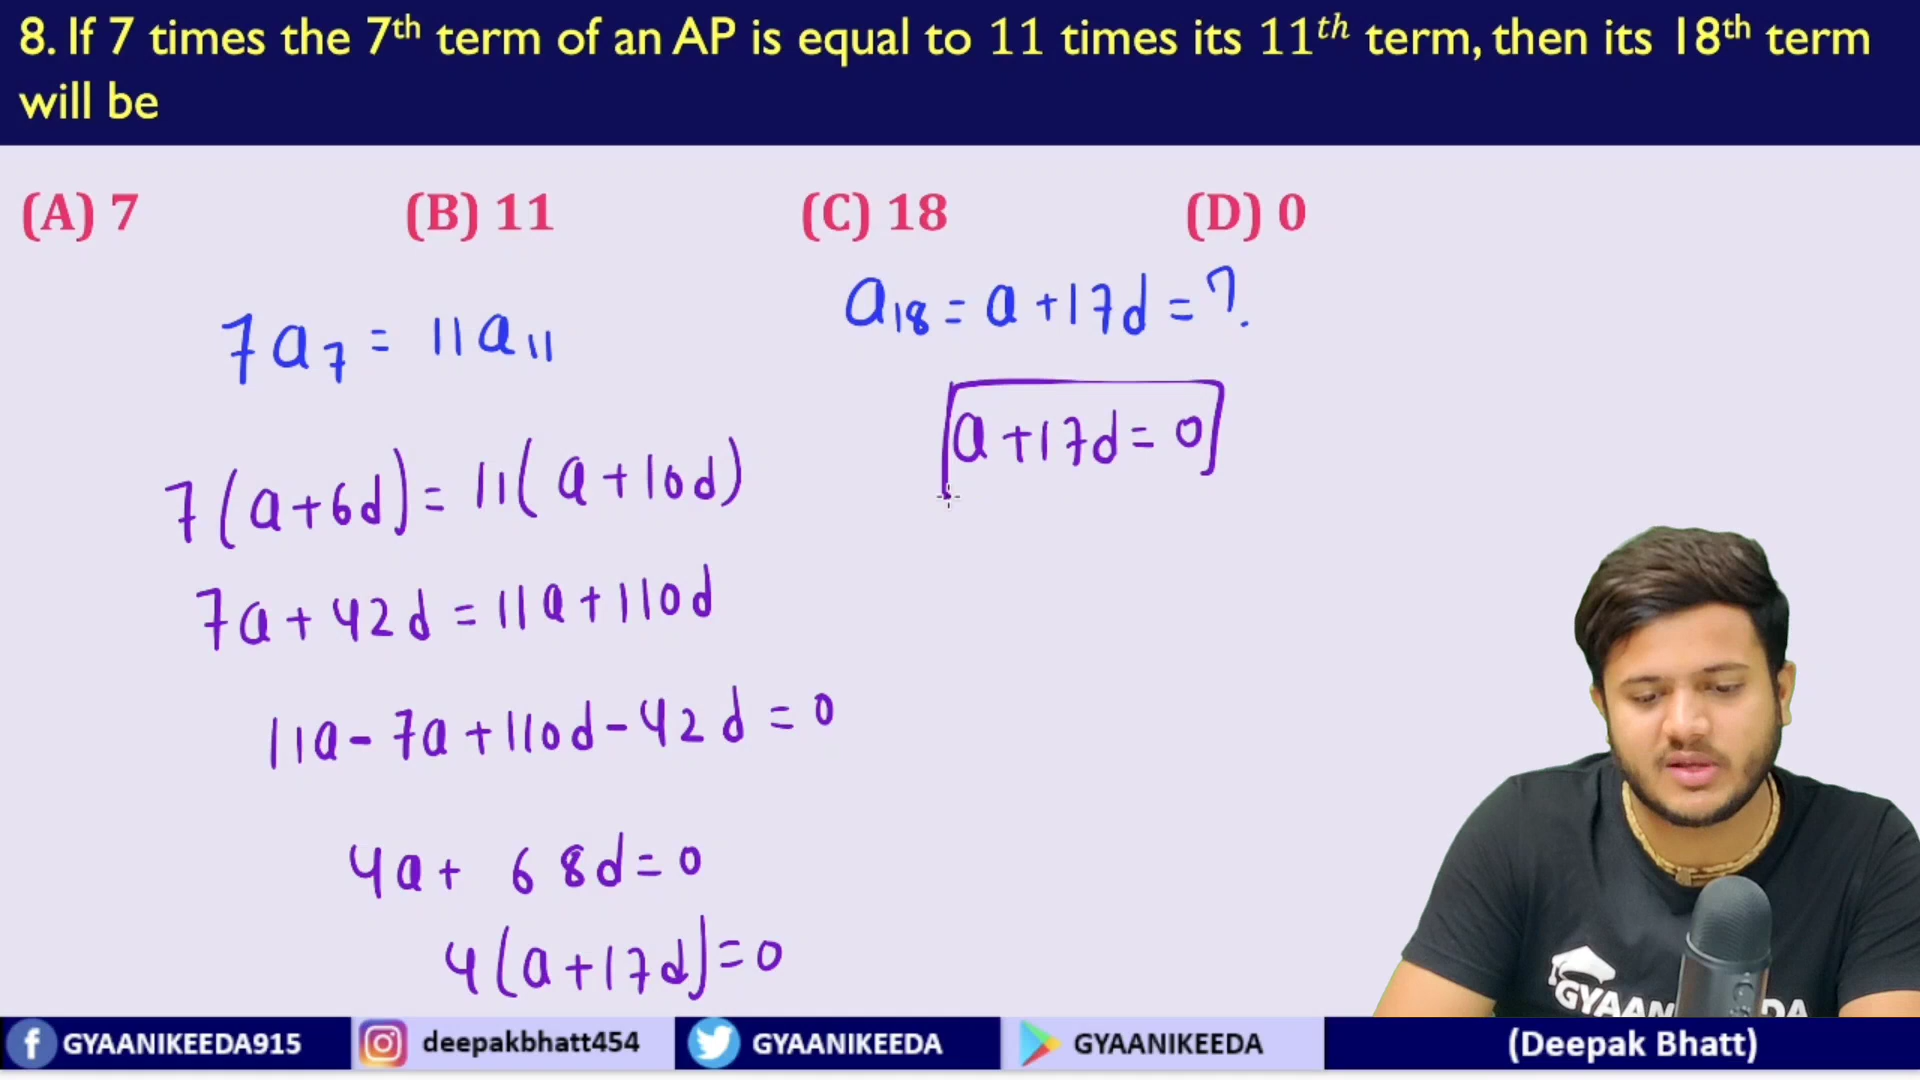 8. If 7 times the 7th term of an AP is equal to 11 times its 11th term, then its 18th term
will be
(A) 7 (B) 11 (C) 18 (D) 0
a18 = a +17d = ?
7a7 = 11a11
a +17d = 0
7(a+6d) = 11(a+10d)
7a + 42d = 11a + 110d
11a - 7a + 110d - 42d = 0
4a + 68d = 0
4(a+17d) = 0
GYAANIKEEDA
GYAANIKEEDA915 deepakbhatt454 GYAANIKEEDA GYAANIKEEDA (Deepak Bhatt)